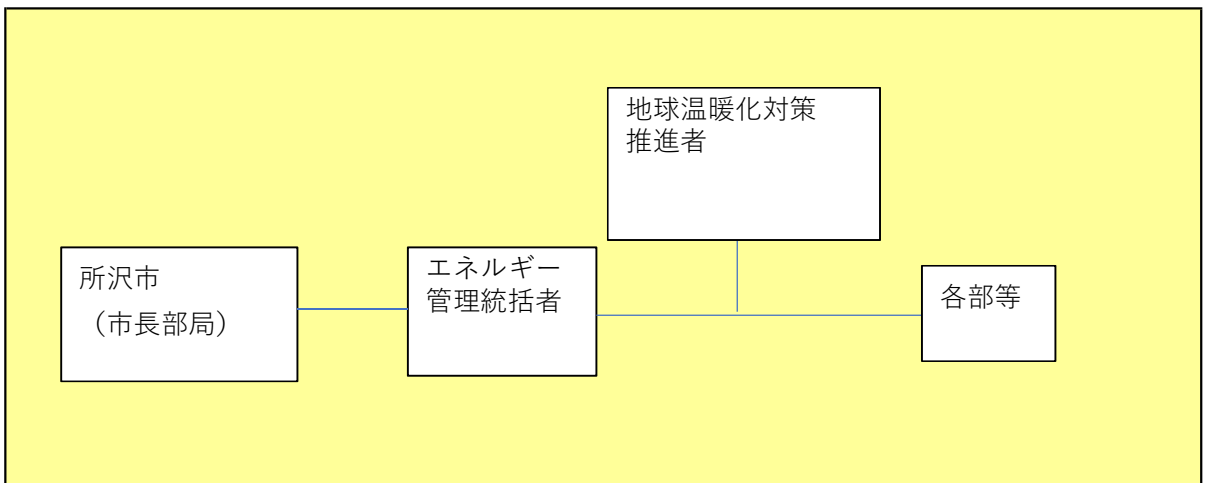 地球温暖化対策
推進者
所沢市
（市長部局）
エネルギー
管理統括者
各部等